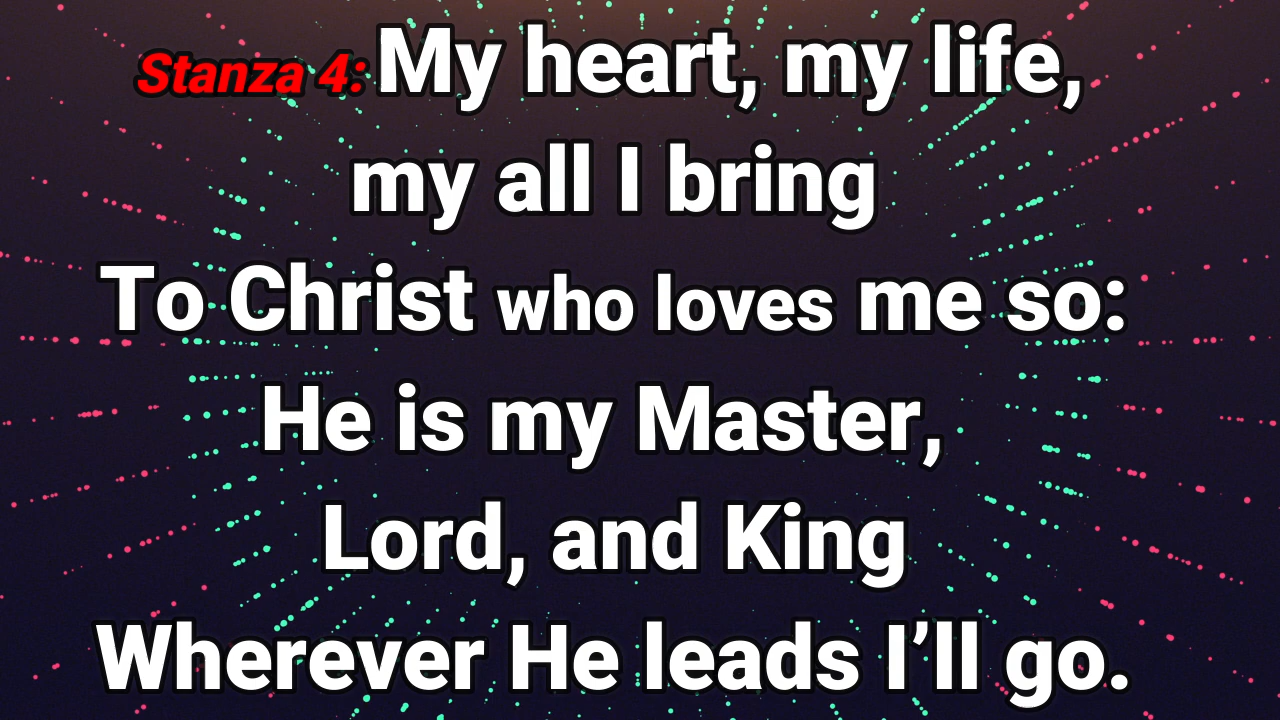 Stanza 4: My heart, my life,
my all I bring
To Christ who loves me so:
He is my Master,
Lord, and King
Wherever He leads I’ll go.